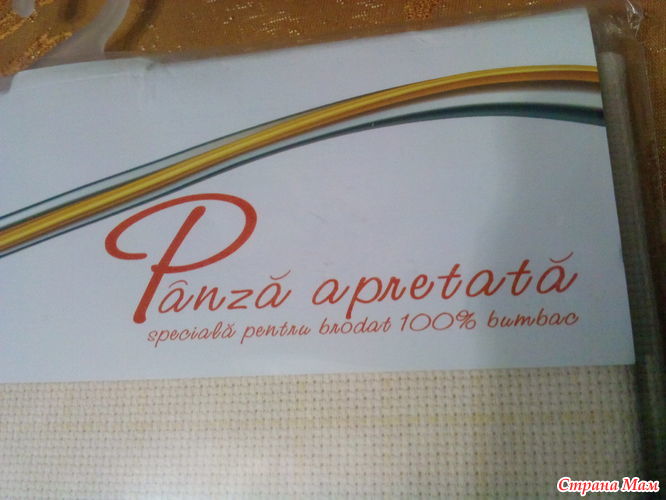 Pânză apretată
specială pentru brodat 100% bumbac
Страна Мам